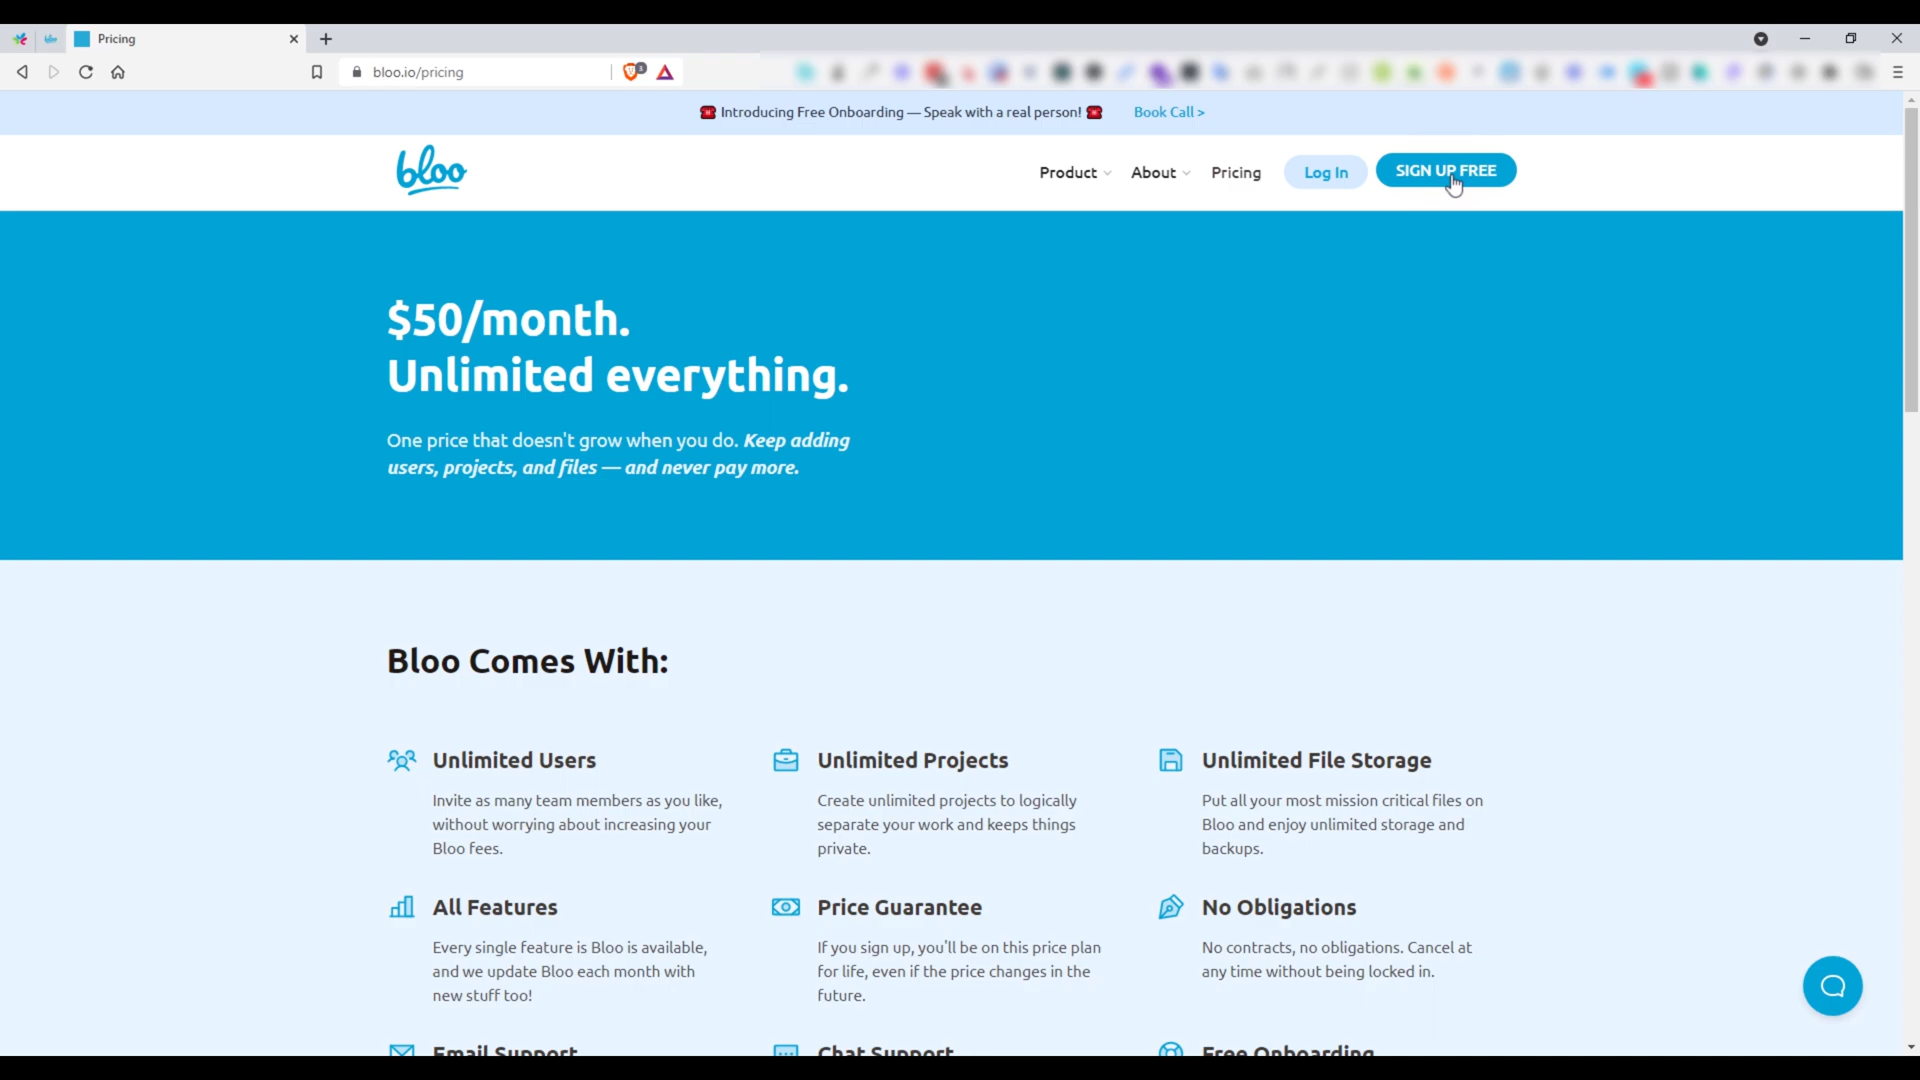 Pricing
bloo.io/pricing
3
Introducing Free Onboarding — Speak with a real person!
Book Call >
bloo
Product
About
Pricing
Log In
SIGN UP FREE
$50/month.
Unlimited everything.
One price that doesn't grow when you do. Keep adding
users, projects, and files — and never pay more.
Bloo Comes With:
Unlimited Users
Invite as many team members as you like,
without worrying about increasing your
Bloo fees.
Unlimited Projects
Create unlimited projects to logically
separate your work and keeps things
private.
Unlimited File Storage
Put all your most mission critical files on
Bloo and enjoy unlimited storage and
backups.
All Features
Every single feature is Bloo is available,
and we update Bloo each month with
new stuff too!
Price Guarantee
If you sign up, you'll be on this price plan
for life, even if the price changes in the
future.
No Obligations
No contracts, no obligations. Cancel at
any time without being locked in.
Email Support
Chat Support
Free Onboarding